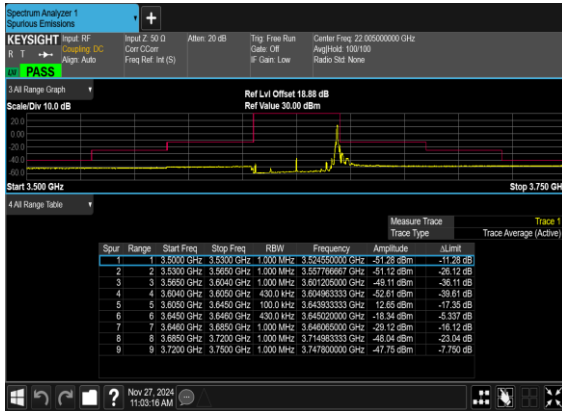 Spectrum Analyzer 1
Spurious Emissions
KEYSIGHT Input: RF Input Z: 50 Ω Atten: 20 dB Trig: Free Run Center Freq: 22.005000000 GHz
R T Coupling: DC Corr CCorr Gate: Off Avg|Hold: 100/100
Align: Auto Freq Ref: Int (S) IF Gain: Low Radio Std: None
PASS
3 All Range Graph Ref Lvl Offset 18.88 dB
Scale/Div 10.0 dB Ref Value 30.00 dBm
20.0
0.00
-20.0
-40.0
-60.0
Start 3.500 GHz Stop 3.750 GH
4 All Range Table
Measure Trace Trace 1
Trace Type Trace Average (Active)
Spur Range Start Freq Stop Freq RBW Frequency Amplitude ΔLimit
1 1 3.5000 GHz 3.5300 GHz 1.000 MHz 3.524550000 GHz -51.28 dBm -11.28 dB
2 2 3.5300 GHz 3.5650 GHz 1.000 MHz 3.557766667 GHz -51.12 dBm -26.12 dB
3 3 3.5650 GHz 3.6040 GHz 1.000 MHz 3.601205000 GHz -49.11 dBm -36.11 dB
4 4 3.6040 GHz 3.6050 GHz 430.0 kHz 3.604963333 GHz -52.61 dBm -39.61 dB
5 5 3.6050 GHz 3.6450 GHz 100.0 kHz 3.643933333 GHz 12.65 dBm -17.35 dB
6 6 3.6450 GHz 3.6460 GHz 430.0 kHz 3.645020000 GHz -18.34 dBm -5.337 dB
7 7 3.6460 GHz 3.6850 GHz 1.000 MHz 3.646065000 GHz -29.12 dBm -16.12 dB
8 8 3.6850 GHz 3.7200 GHz 1.000 MHz 3.714983333 GHz -48.04 dBm -23.04 dB
9 9 3.7200 GHz 3.7500 GHz 1.000 MHz 3.747800000 GHz -47.75 dBm -7.750 dB
Nov 27, 2024
11:03:16 AM